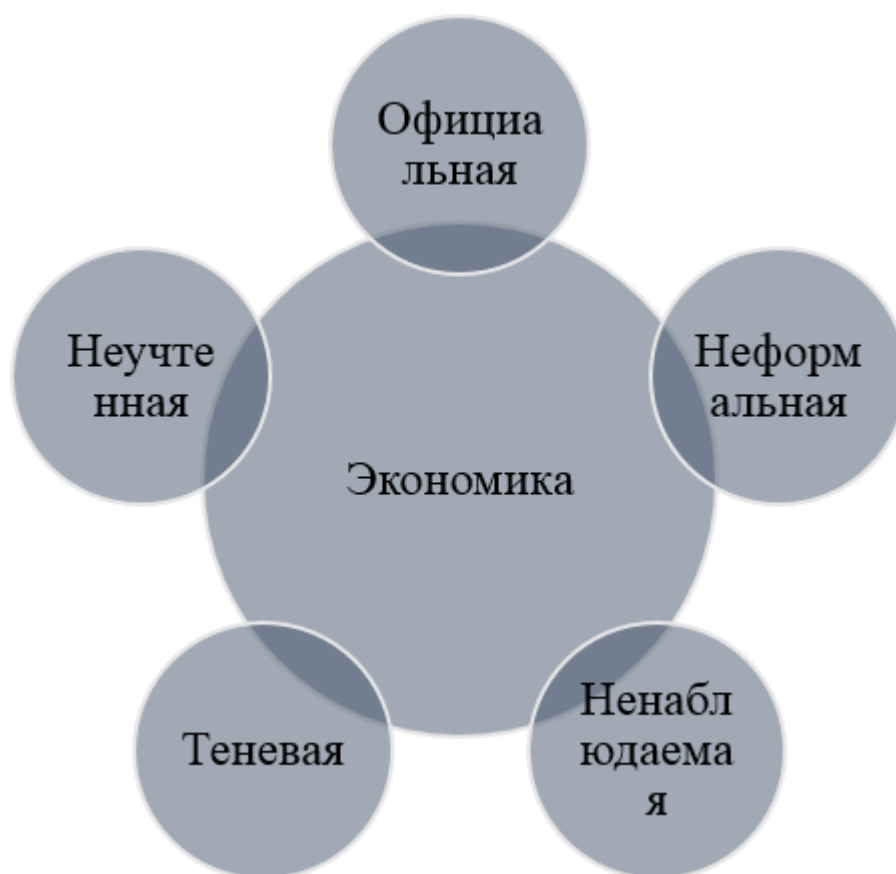 Официа
льная
Неучте
нная
Неформ
альная
Экономика
Теневая
Ненабл
юдаема
я